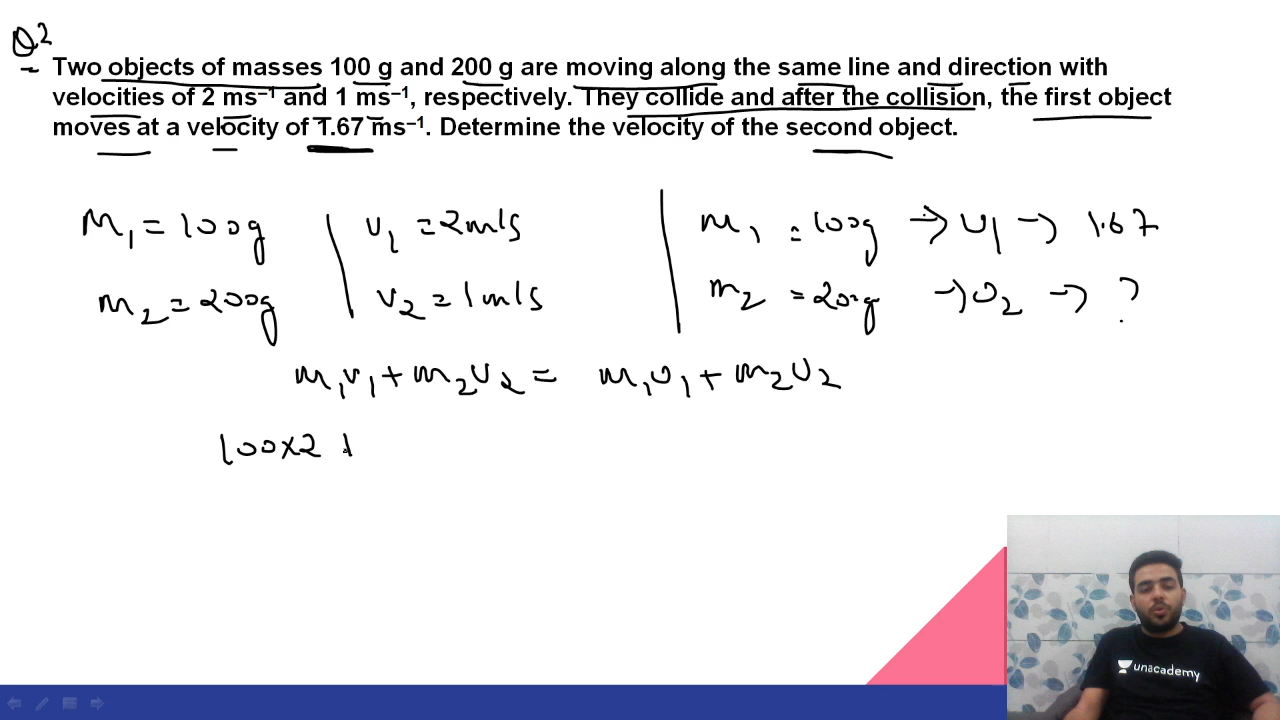 Q2
Two objects of masses 100 g and 200 g are moving along the same line and direction with
velocities of 2 ms⁻¹ and 1 ms⁻¹, respectively. They collide and after the collision, the first object
moves at a velocity of 1.67 ms⁻¹. Determine the velocity of the second object.
M₁ = 100g | v₁ = 2m/s | m₁ = 100g → v₁ → 1.67
m₂ = 200g | v₂ = 1m/s | m₂ = 200g → v₂ → ?
m₁v₁ + m₂v₂ = m₁v₁ + m₂v₂
100×2 +
unacademy